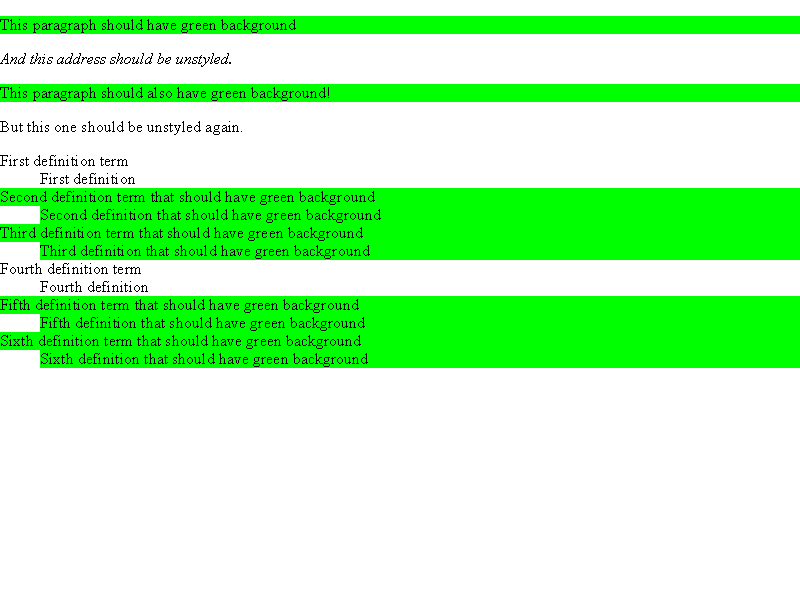 This paragraph should have green background
And this address should be unstyled.
This paragraph should also have green background!
But this one should be unstyled again.
First definition term
First definition
Second definition term that should have green background
Second definition that should have green background
Third definition term that should have green background
Third definition that should have green background
Fourth definition term
Fourth definition
Fifth definition term that should have green background
Fifth definition that should have green background
Sixth definition term that should have green background
Sixth definition that should have green background